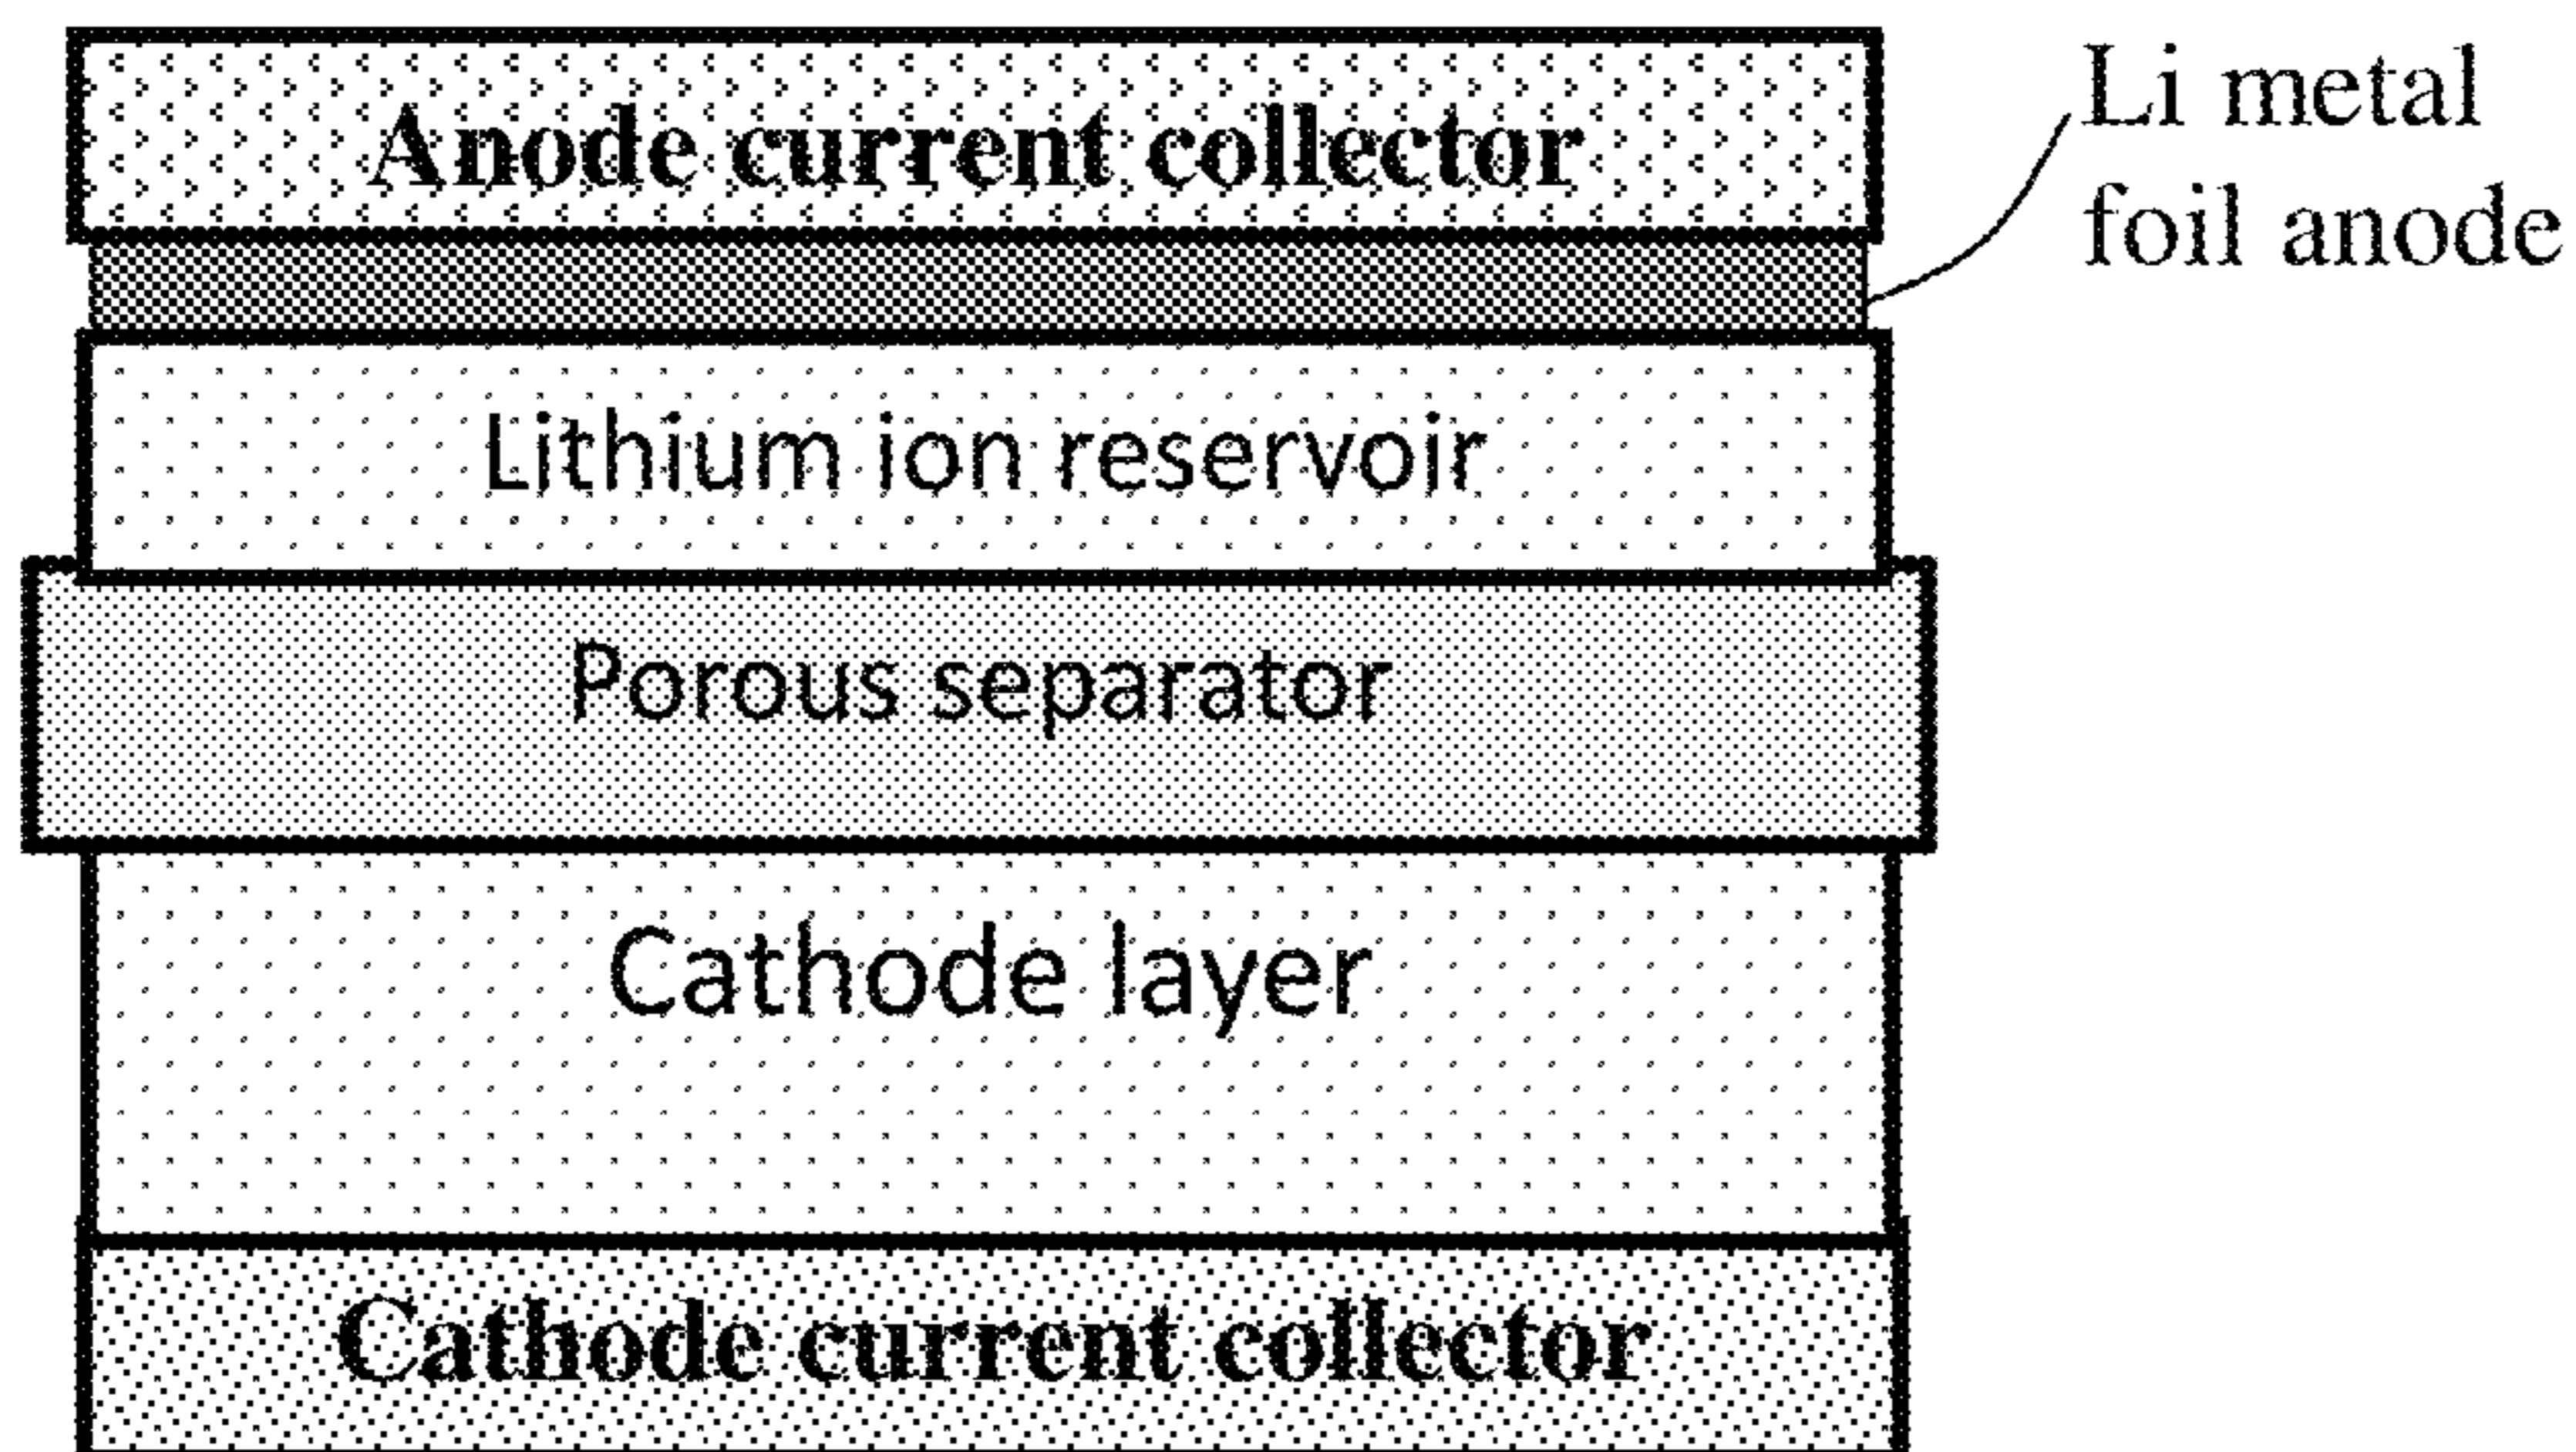 Anode current collector
Li metal
foil anode
Lithium ion reservoir
Porous separator
Cathode layer
Cathode current collector